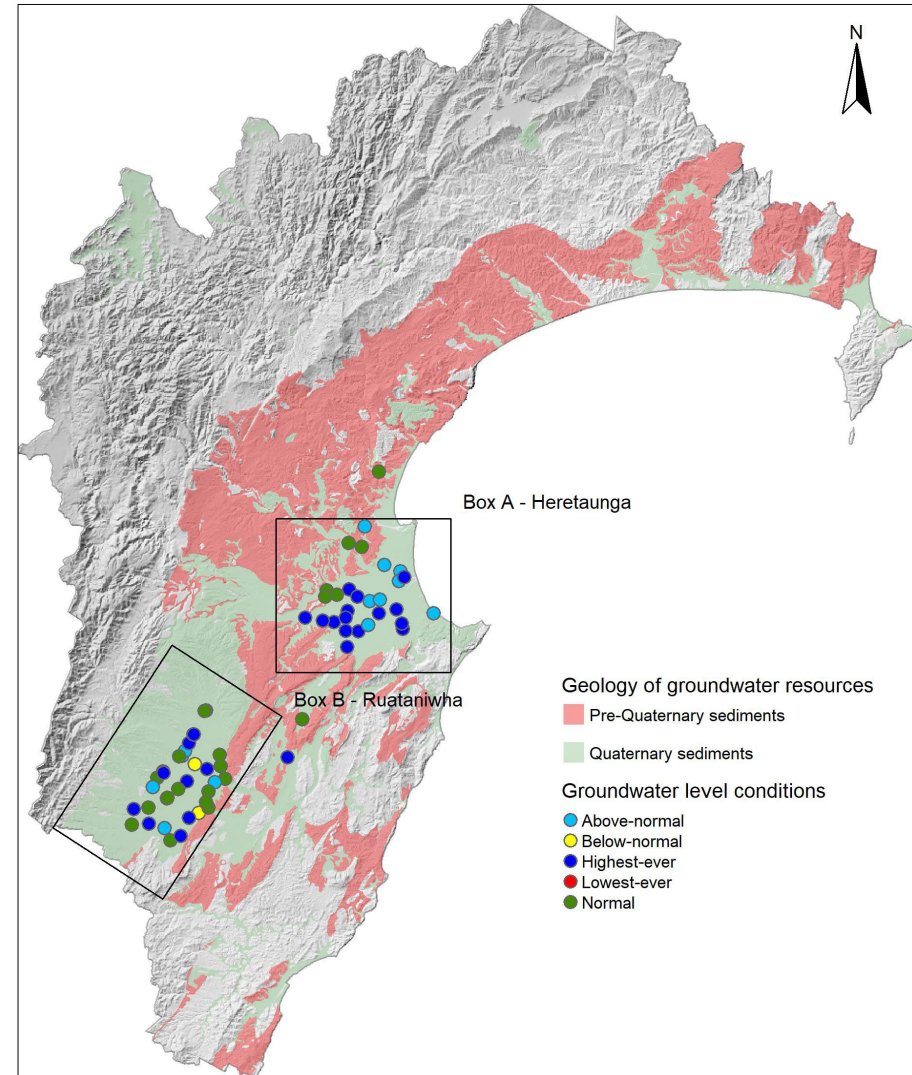 N
Box A - Heretaunga
Box B - Ruataniwha
Geology of groundwater resources
Pre-Quaternary sediments
Quaternary sediments
Groundwater level conditions
Above-normal
Below-normal
Highest-ever
Lowest-ever
Normal